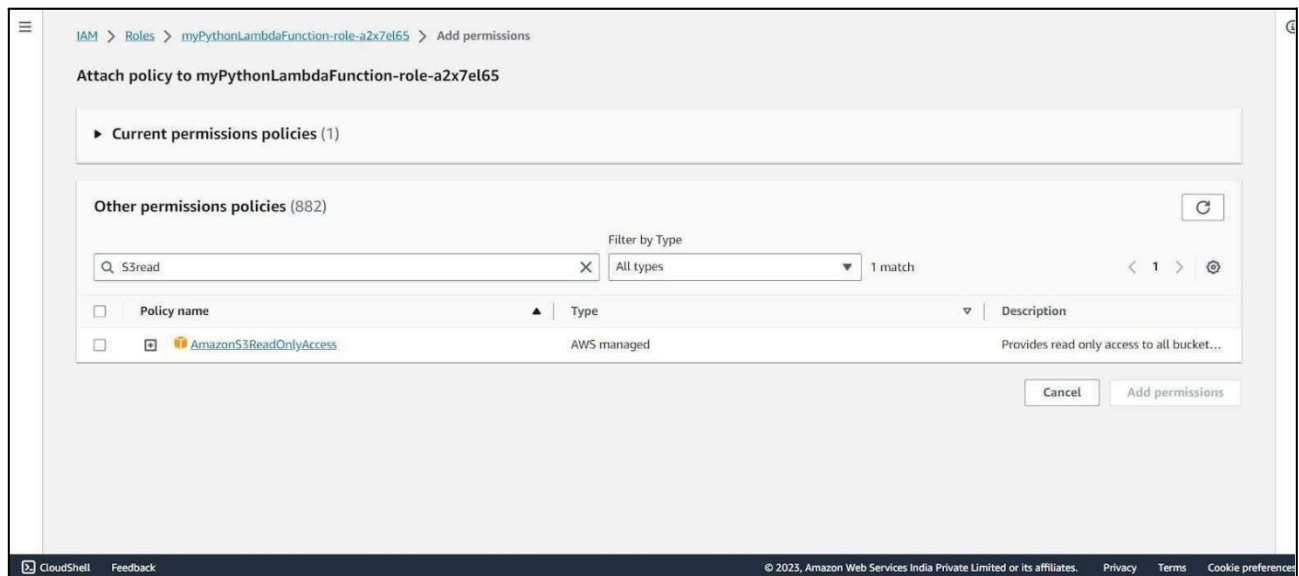 IAM > Roles > myPythonLambdaFunction-role-a2x7el65 > Add permissions
Attach policy to myPythonLambdaFunction-role-a2x7el65
Current permissions policies (1)
Other permissions policies (882)
Filter by Type
S3read All types 1 match 1
Policy name Type Description
AmazonS3ReadOnlyAccess AWS managed Provides read only access to all bucket...
Cancel Add permissions
CloudShell Feedback © 2023, Amazon Web Services India Private Limited or its affiliates. Privacy Terms Cookie preferences